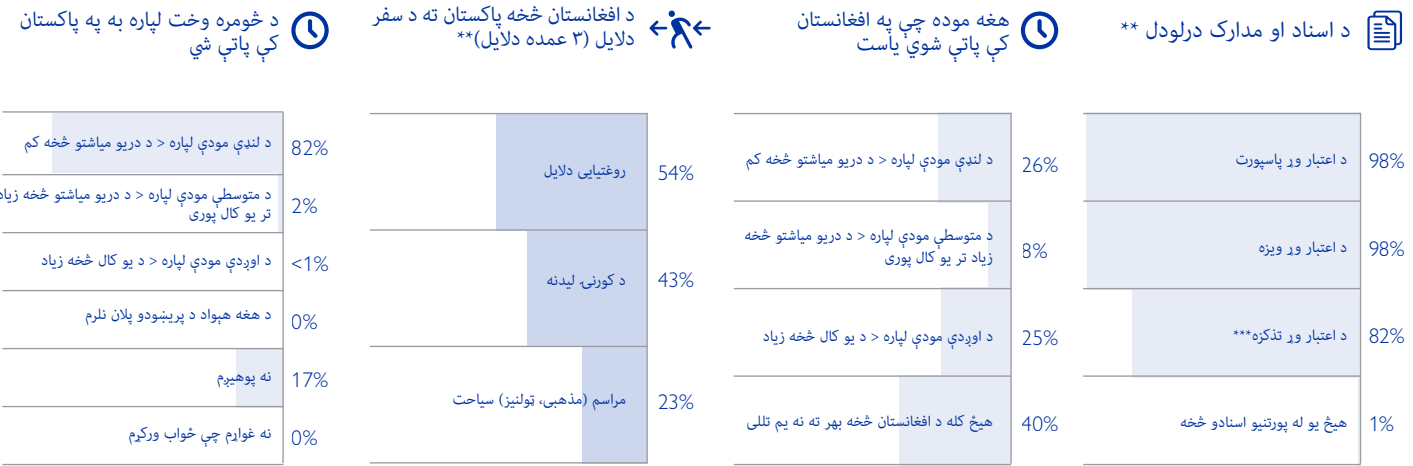 د اسناد او مدارک درلودل **
98%
د اعتبار وړ پاسپورت
98%
د اعتبار وړ ویزه
82%
د اعتبار وړ تذکزه***
1%
هیڅ یو له پورتنیو اسنادو څخه
هغه موده چې په افغانستان
کې پاتې شوي یاست
26%
د لنډې مودې لپاره < د دریو میاشتو څخه کم
8%
د متوسطې مودې لپاره < د دریو میاشتو څخه
زیاد تر یو کال پوری
25%
د اوږدې مودې لپاره < د یو کال څخه زیاد
40%
هیڅ کله د افغانستان څخه بهر ته نه یم تللی
د افغانستان څخه پاکستان ته د سفر
دلایل (۳ عمده دلایل)**
54%
روغتیایی دلایل
43%
د کورنۍ لیدنه
23%
مراسم (مذهبی، ټولنیز) سیاحت
د څومره وخت لپاره به په پاکستان
کې پاتې شي
82%
د لنډې مودې لپاره < د دریو میاشتو څخه کم
2%
د متوسطې مودې لپاره < د دریو میاشتو څخه زیاد
تر یو کال پوری
<1%
د اوږدې مودې لپاره < د یو کال څخه زیاد
0%
د هغه هېواد د پریښودو پلان نلرم
17%
نه پوهیږم
0%
نه غواړم چې ځواب ورکړم